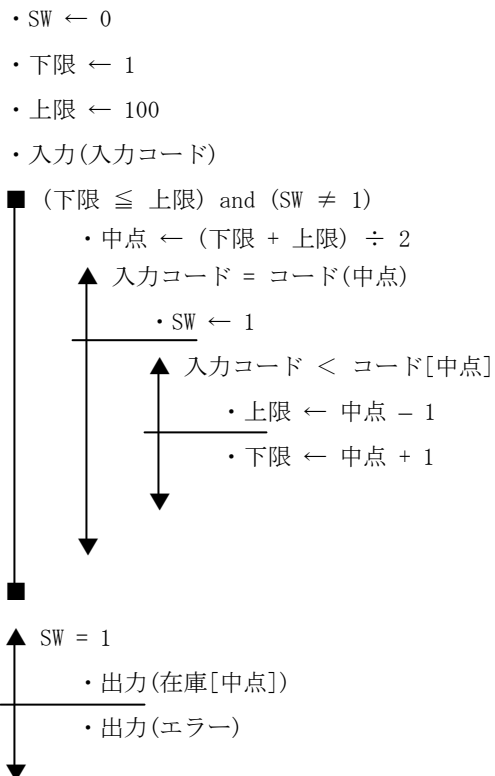 ・SW ← 0
・下限 ← 1
・上限 ← 100
・入力(入力コード)
■ (下限 ≦ 上限) and (SW ≠ 1)
・中点 ← (下限 + 上限) ÷ 2
▲ 入力コード = コード(中点)
・SW ← 1
▲ 入力コード < コード[中点]
・上限 ← 中点 – 1
・下限 ← 中点 + 1
▼
▼
■
▲ SW = 1
・出力(在庫[中点])
・出力(エラー)
▼